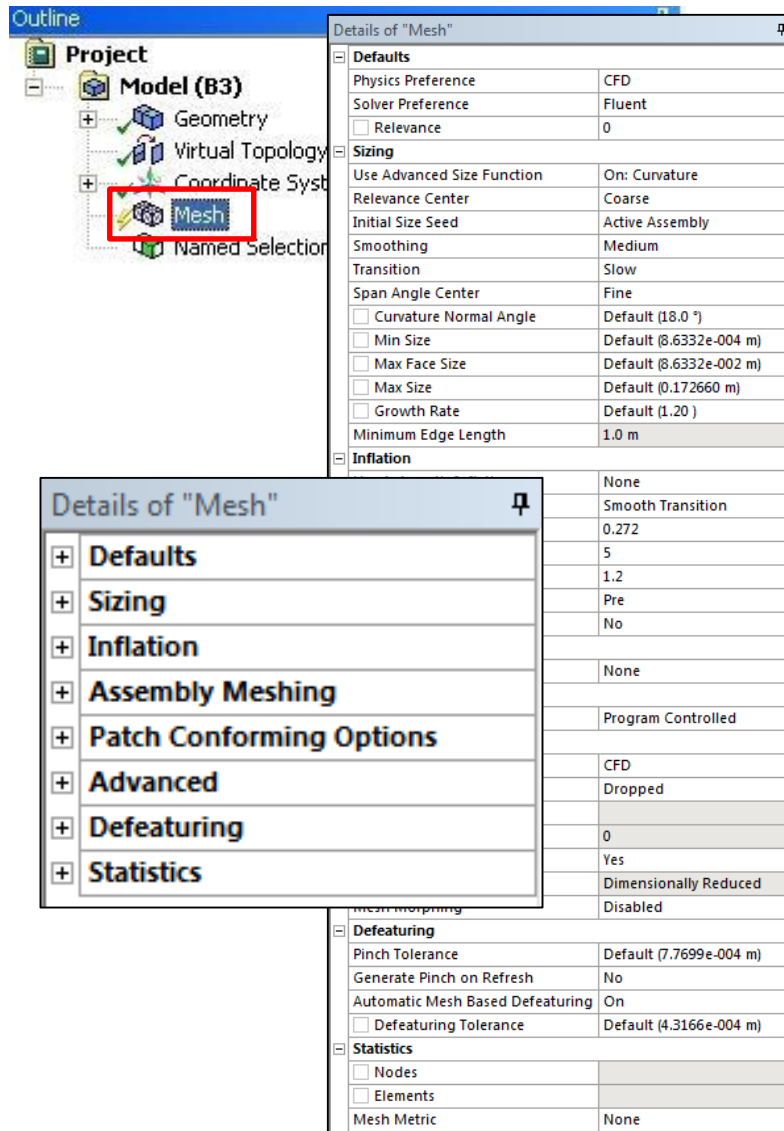 Outline
Project
Model (B3)
Geometry
Virtual Topology
Coordinate Syst
Mesh
Named Selection
Details of "Mesh"
Defaults
Physics Preference CFD
Solver Preference Fluent
Relevance 0
Sizing
Use Advanced Size Function On: Curvature
Relevance Center Coarse
Initial Size Seed Active Assembly
Smoothing Medium
Transition Slow
Span Angle Center Fine
Curvature Normal Angle Default (18.0 °)
Min Size Default (8.6332e-004 m)
Max Face Size Default (8.6332e-002 m)
Max Size Default (0.172660 m)
Growth Rate Default (1.20 )
Minimum Edge Length 1.0 m
Inflation
None
Smooth Transition
0.272
5
1.2
Pre
No
None
Program Controlled
CFD
Dropped
0
Yes
Dimensionally Reduced
Mesh Morphing Disabled
Defeaturing
Pinch Tolerance Default (7.7699e-004 m)
Generate Pinch on Refresh No
Automatic Mesh Based Defeaturing On
Defeaturing Tolerance Default (4.3166e-004 m)
Statistics
Nodes
Elements
Mesh Metric None
Details of "Mesh"
Defaults
Sizing
Inflation
Assembly Meshing
Patch Conforming Options
Advanced
Defeaturing
Statistics